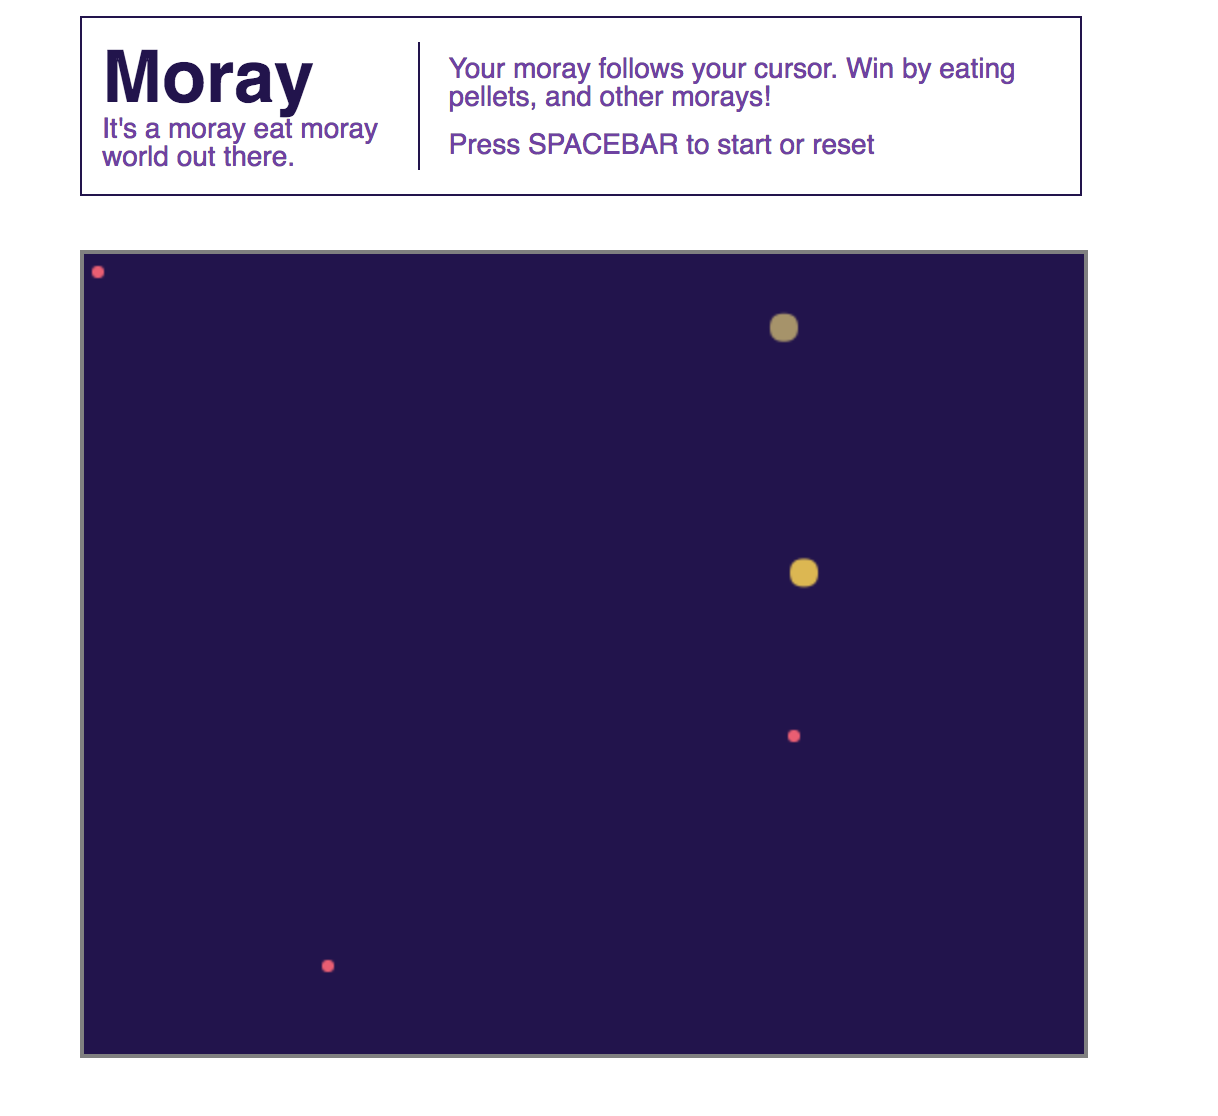 Moray
It's a moray eat moray
world out there.
Your moray follows your cursor. Win by eating
pellets, and other morays!
Press SPACEBAR to start or reset